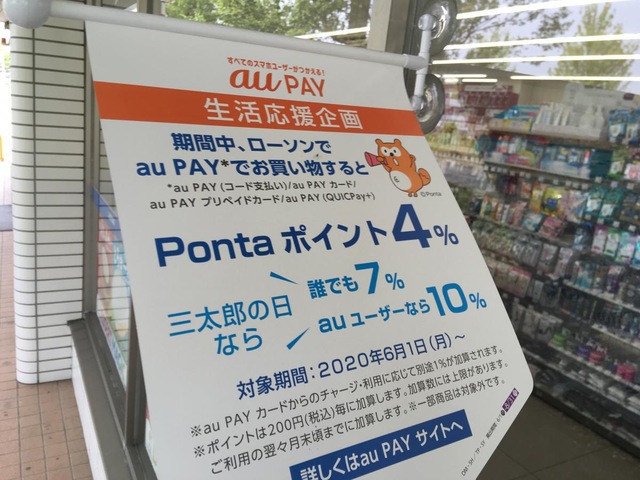 すべてのスマホユーザーがつかえる!
au PAY
生活応援企画
期間中、ローソンで
au PAY*でお買い物すると
*au PAY (コード支払い)/au PAY カード/
au PAY プリペイドカード/au PAY (QUICPay+)
©Ponta
Ponta ポイント4%
三太郎の日なら
誰でも7%
auユーザーなら10%
対象期間:2020年6月1日(月)~
※au PAY カードからのチャージ・利用に応じて別途1%が加算されます。
※ポイントは200円(税込)毎に加算します。加算数には上限があります。
ご利用の翌々月末頃までに加算します。※一部商品は対象外です。
詳しくはau PAY サイトへ